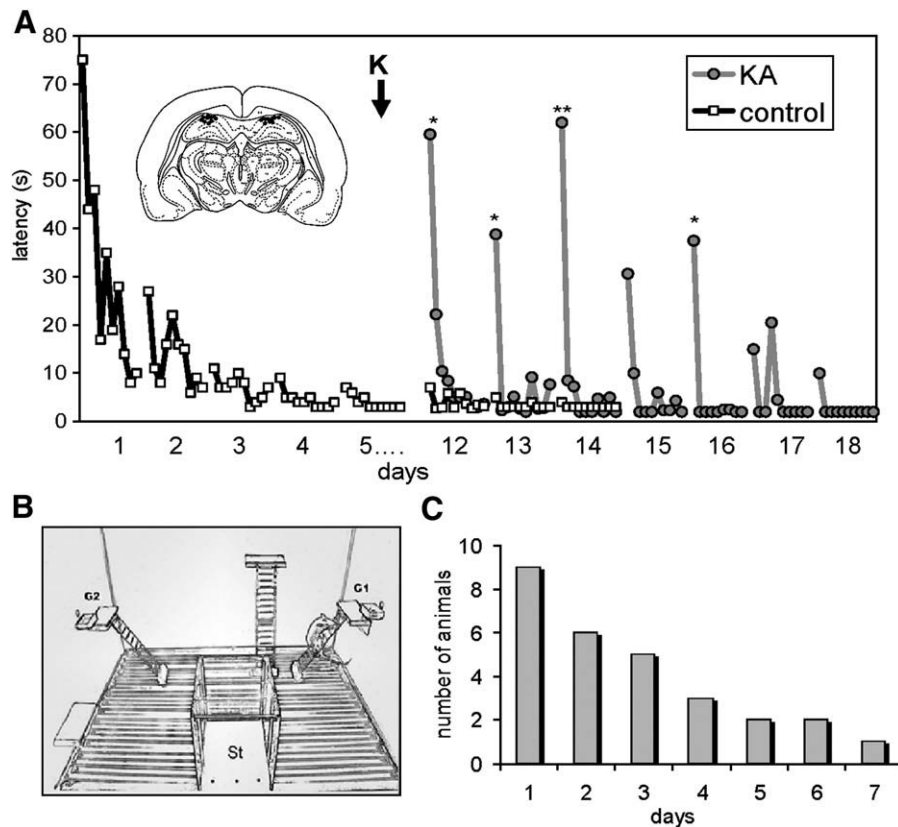 A
80
70
60
50
40
30
20
10
0
latency (s)
K
KA
control
*
*
**
*
1 2 3 4 5.... 12 13 14 15 16 17 18
days
B
G2
G1
St
C
10
8
6
4
2
0
number of animals
1 2 3 4 5 6 7
days